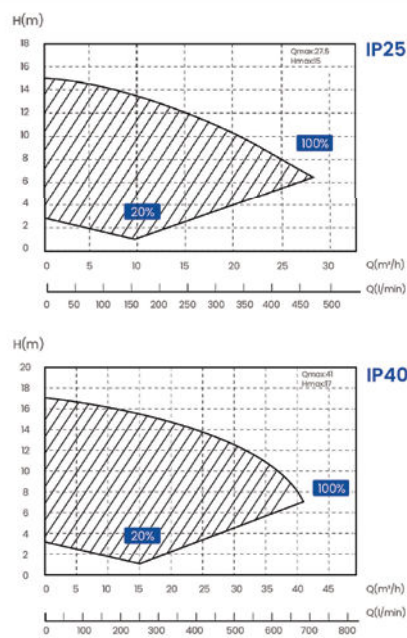 H(m)
IP25
18
Qmax:27.5
Hmax:15
16
14
12
10
100%
8
6
4
20%
2
0
0 5 10 15 20 25 30 Q(m³/h)
Q(l/min)
0 50 100 150 200 250 300 350 400 450 500
H(m)
IP40
20
Qmax:41
Hmax:17
18
16
14
12
10
100%
8
6
4
20%
2
0
0 5 10 15 20 25 30 35 40 45 Q(m³/h)
Q(l/min)
0 100 200 300 400 500 600 700 800